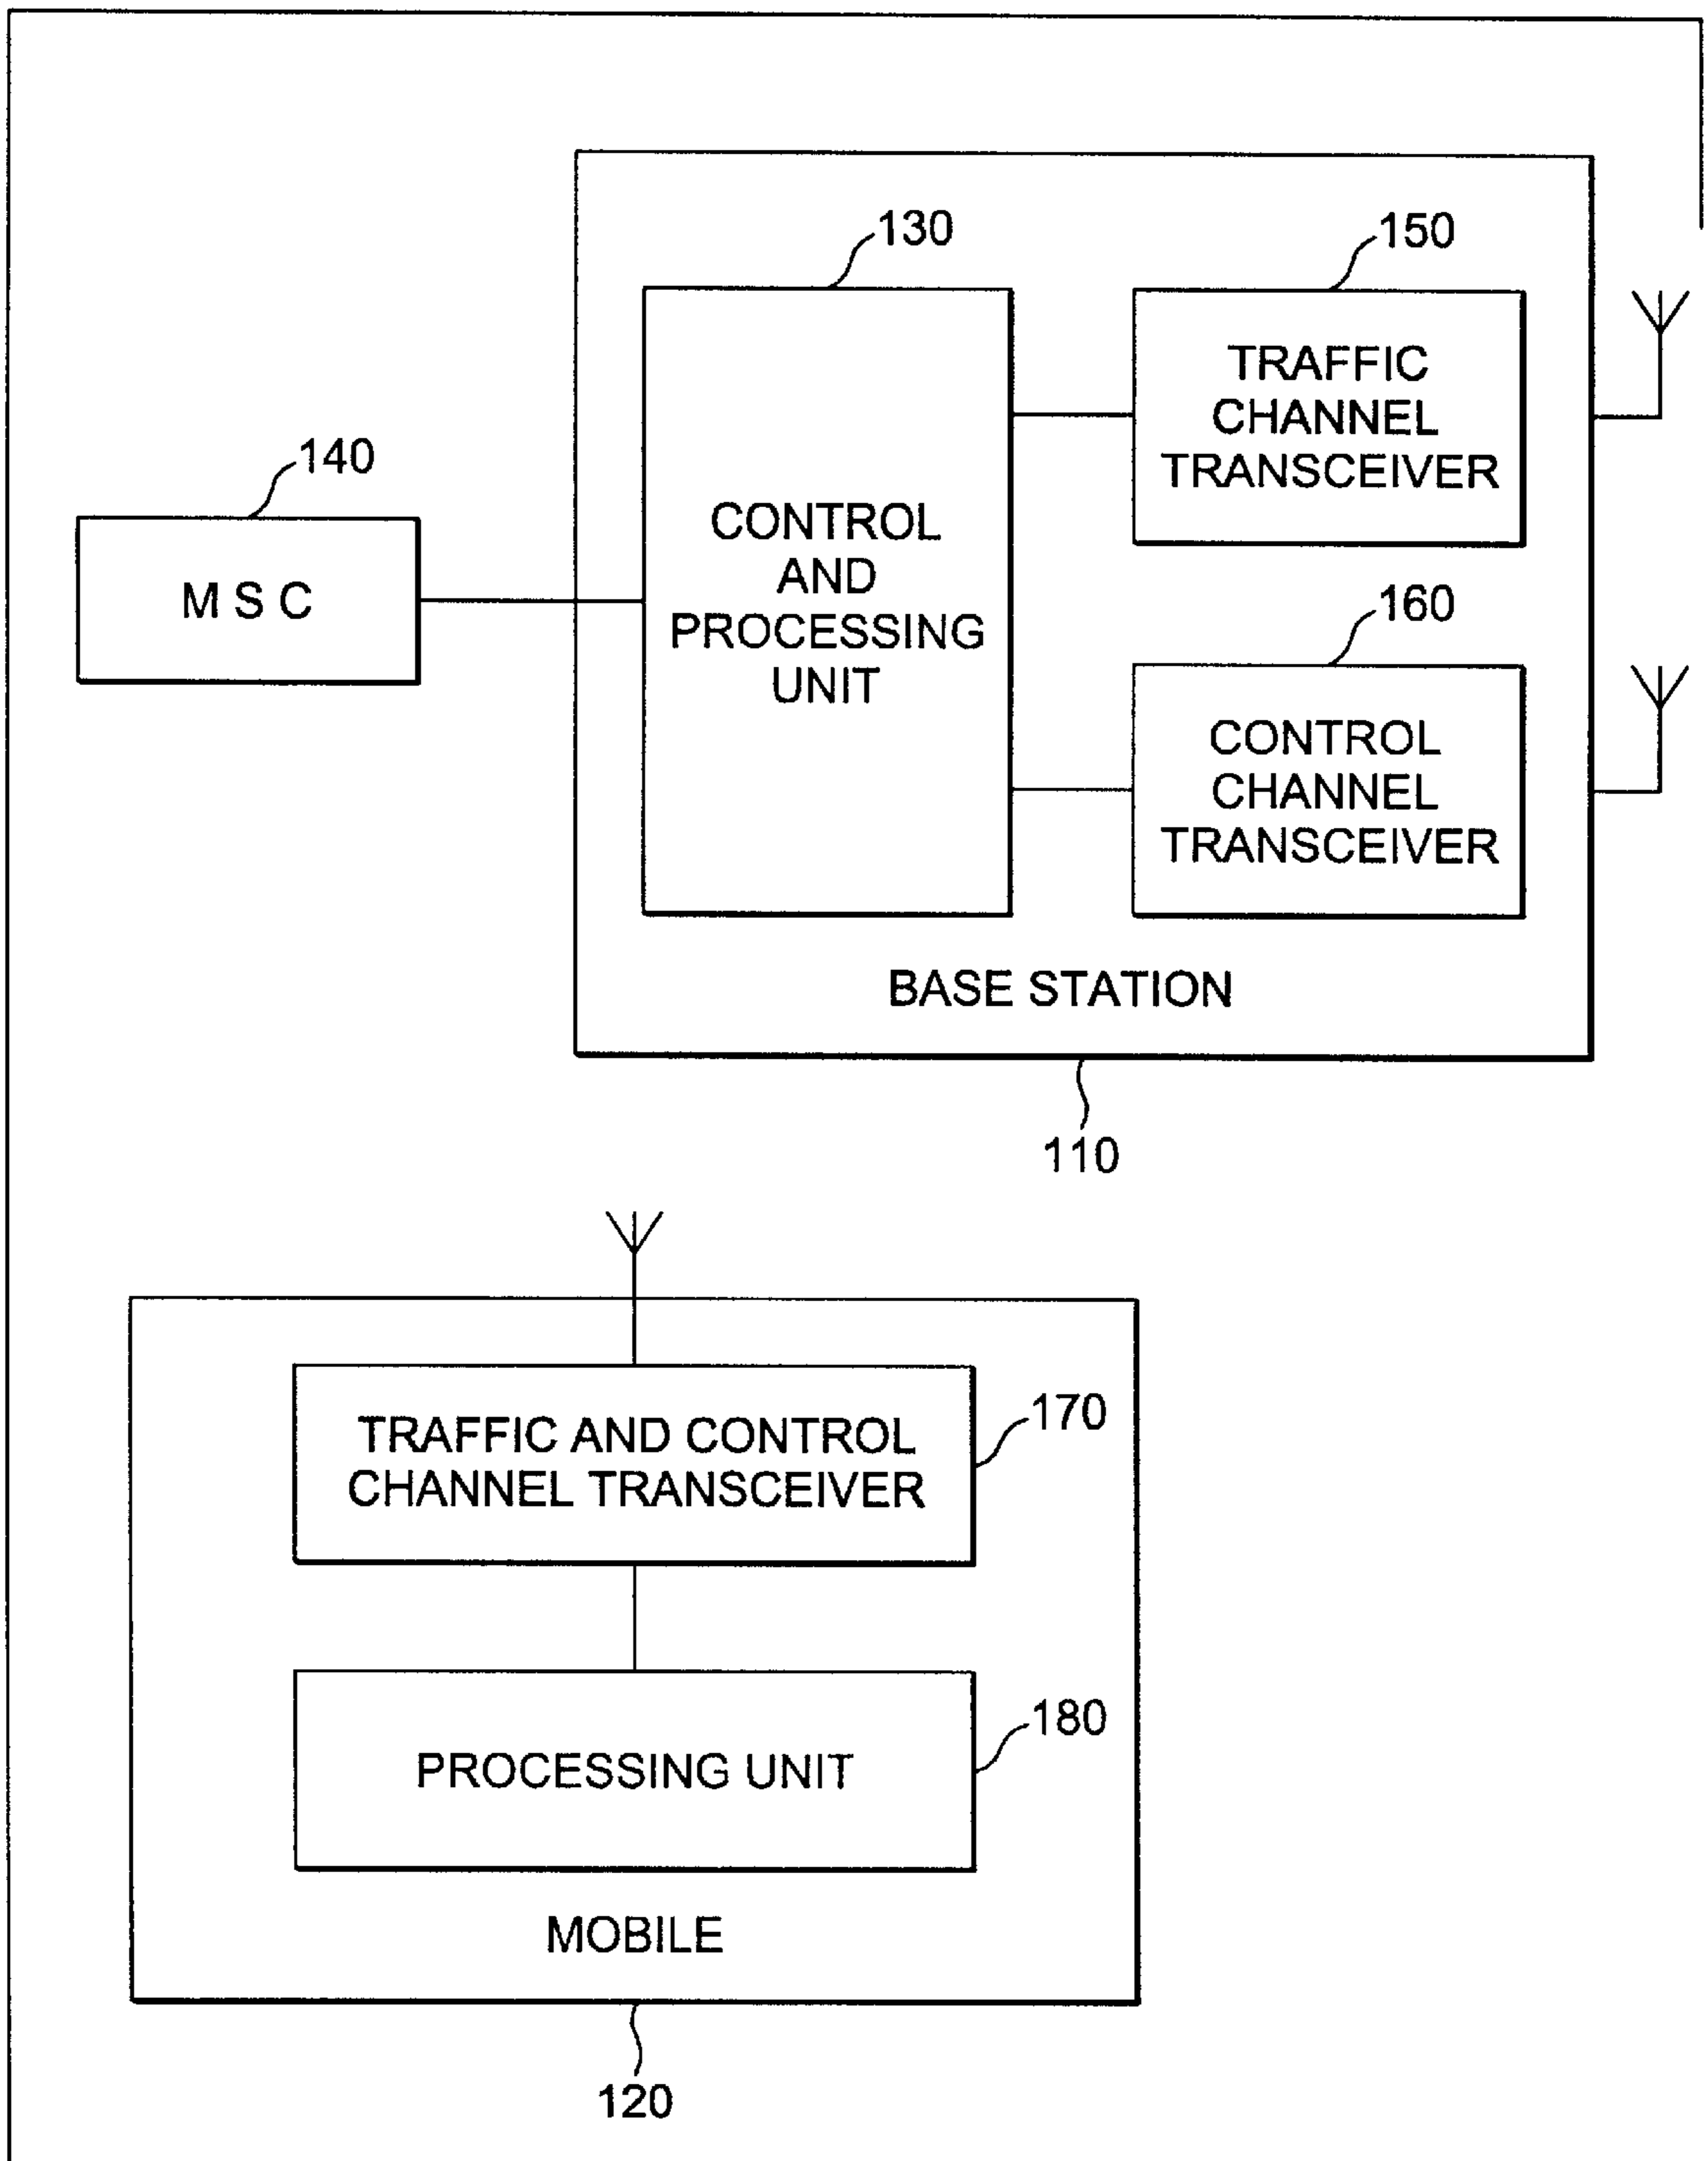 130
150
TRAFFIC
CHANNEL
TRANSCEIVER
140
M S C
CONTROL
AND
PROCESSING
UNIT
160
CONTROL
CHANNEL
TRANSCEIVER
BASE STATION
110
TRAFFIC AND CONTROL
CHANNEL TRANSCEIVER
170
PROCESSING UNIT
180
MOBILE
120